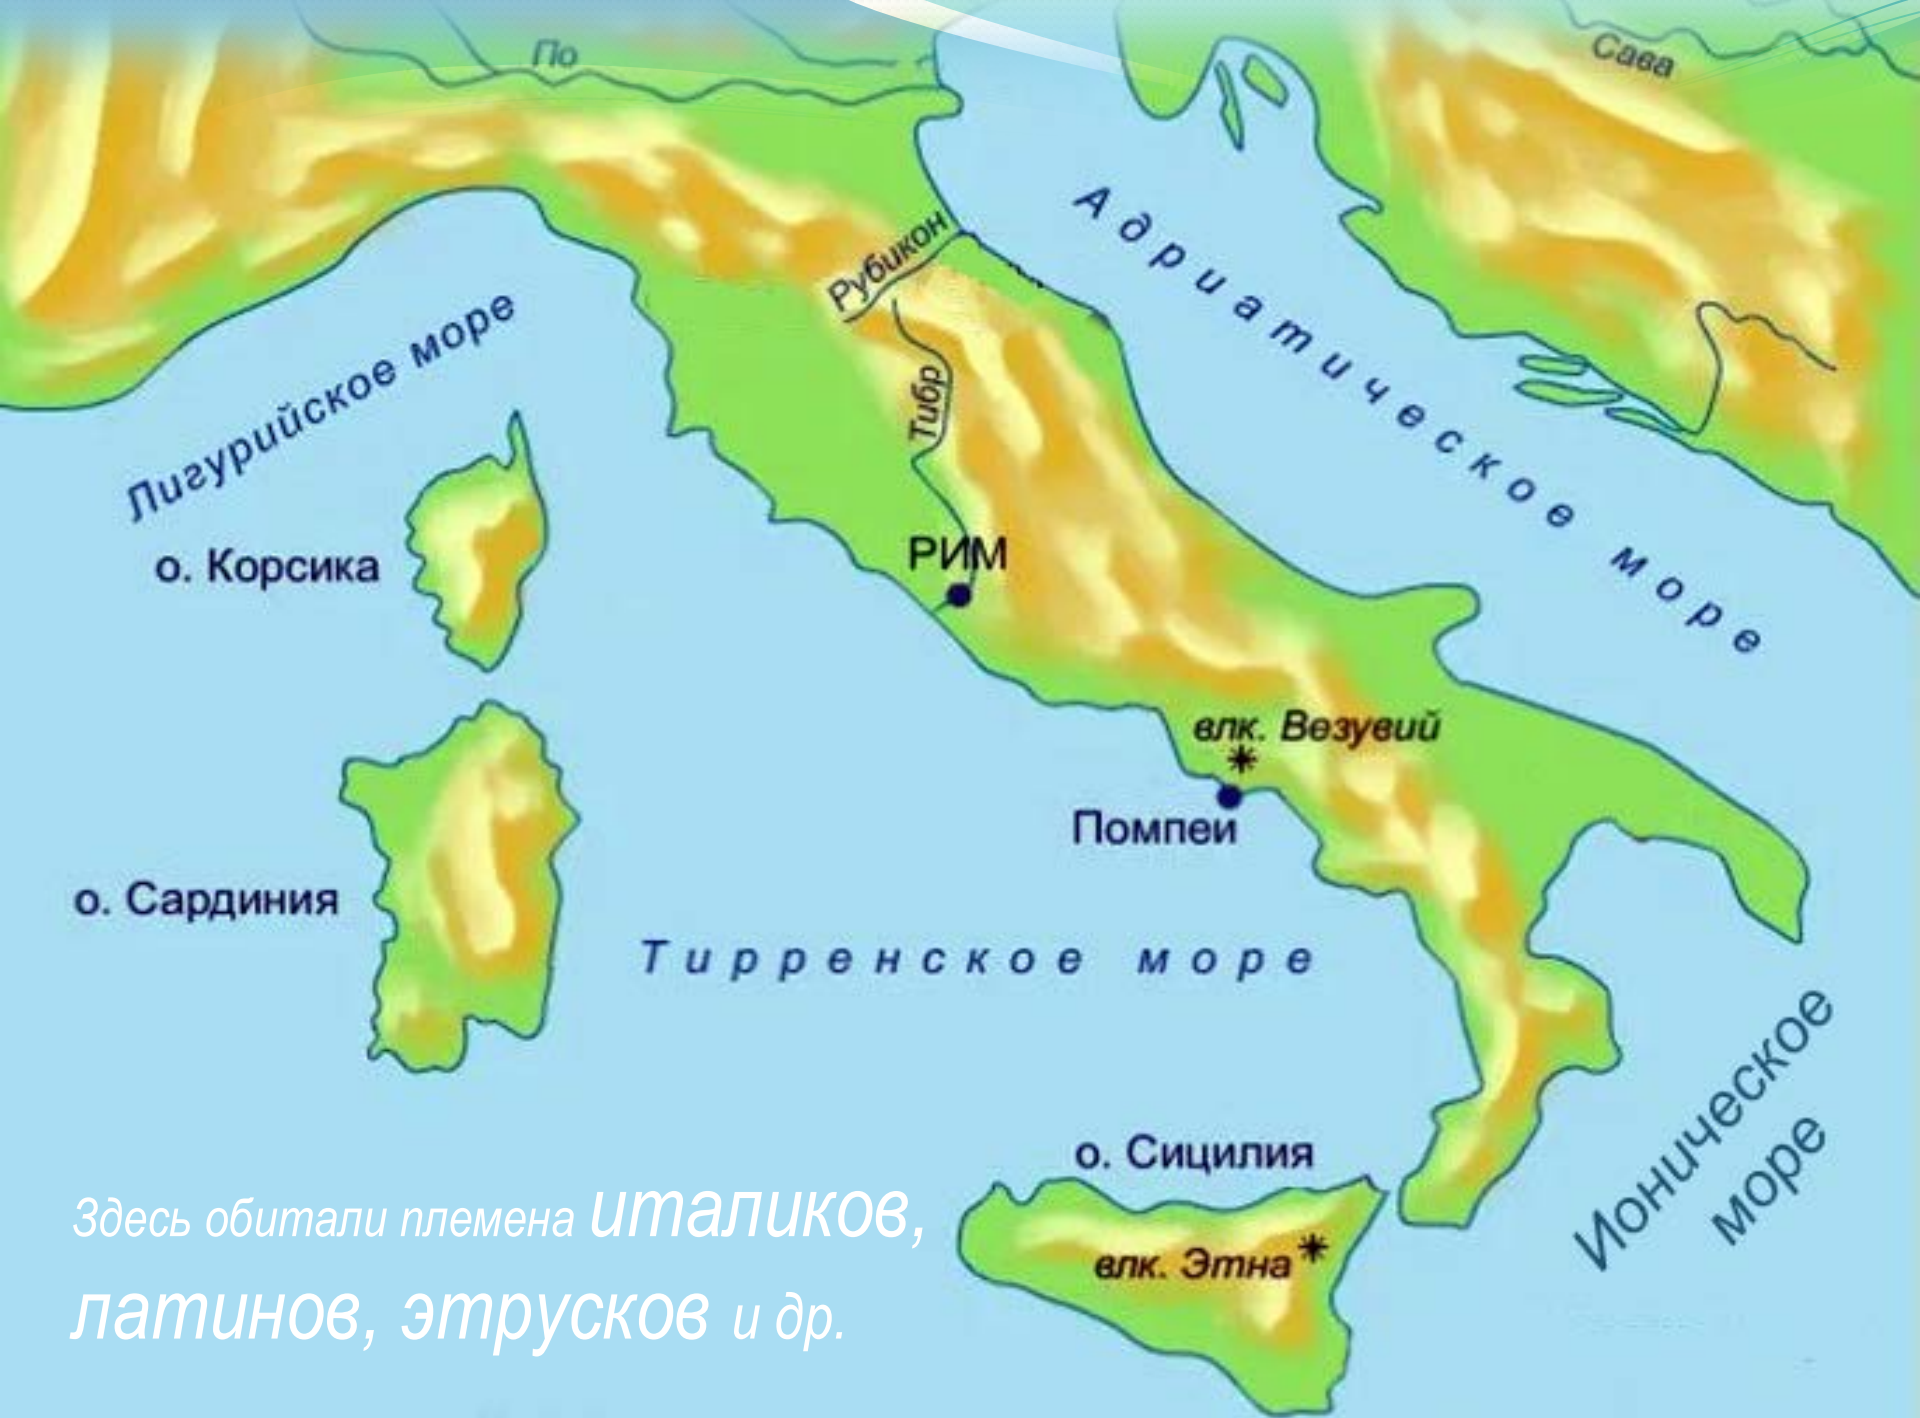 По
Сава
Рубикон
Адриатическое море
Лигурийское море
Тибр
РИМ
о. Корсика
влк. Везувий
Помпеи
о. Сардиния
Тирренское море
Ионическое
море
о. Сицилия
влк. Этна
Здесь обитали племена италиков,
латинов, этрусков и др.